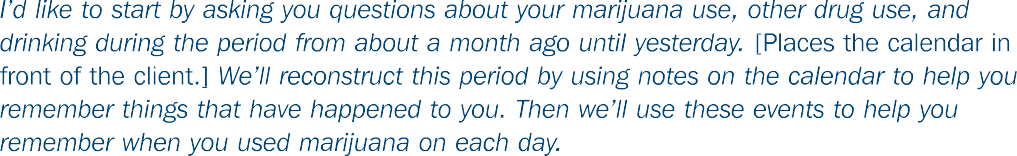 I’d like to start by asking you questions about your marijuana use, other drug use, and
drinking during the period from about a month ago until yesterday. [Places the calendar in
front of the client.] We’ll reconstruct this period by using notes on the calendar to help you
remember things that have happened to you. Then we’ll use these events to help you
remember when you used marijuana on each day.